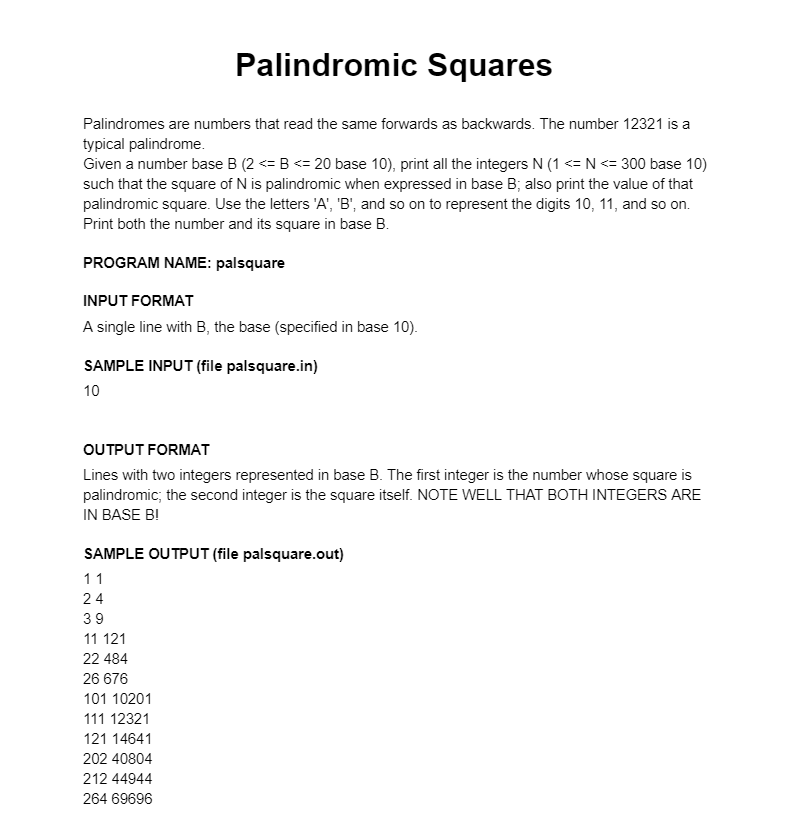 Palindromic Squares
Palindromes are numbers that read the same forwards as backwards. The number 12321 is a
typical palindrome.
Given a number base B (2 <= B <= 20 base 10), print all the integers N (1 <= N <= 300 base 10)
such that the square of N is palindromic when expressed in base B; also print the value of that
palindromic square. Use the letters 'A', 'B', and so on to represent the digits 10, 11, and so on.
Print both the number and its square in base B.
PROGRAM NAME: palsquare
INPUT FORMAT
A single line with B, the base (specified in base 10).
SAMPLE INPUT (file palsquare.in)
10
OUTPUT FORMAT
Lines with two integers represented in base B. The first integer is the number whose square is
palindromic; the second integer is the square itself. NOTE WELL THAT BOTH INTEGERS ARE
IN BASE B!
SAMPLE OUTPUT (file palsquare.out)
1 1
2 4
3 9
11 121
22 484
26 676
101 10201
111 12321
121 14641
202 40804
212 44944
264 69696